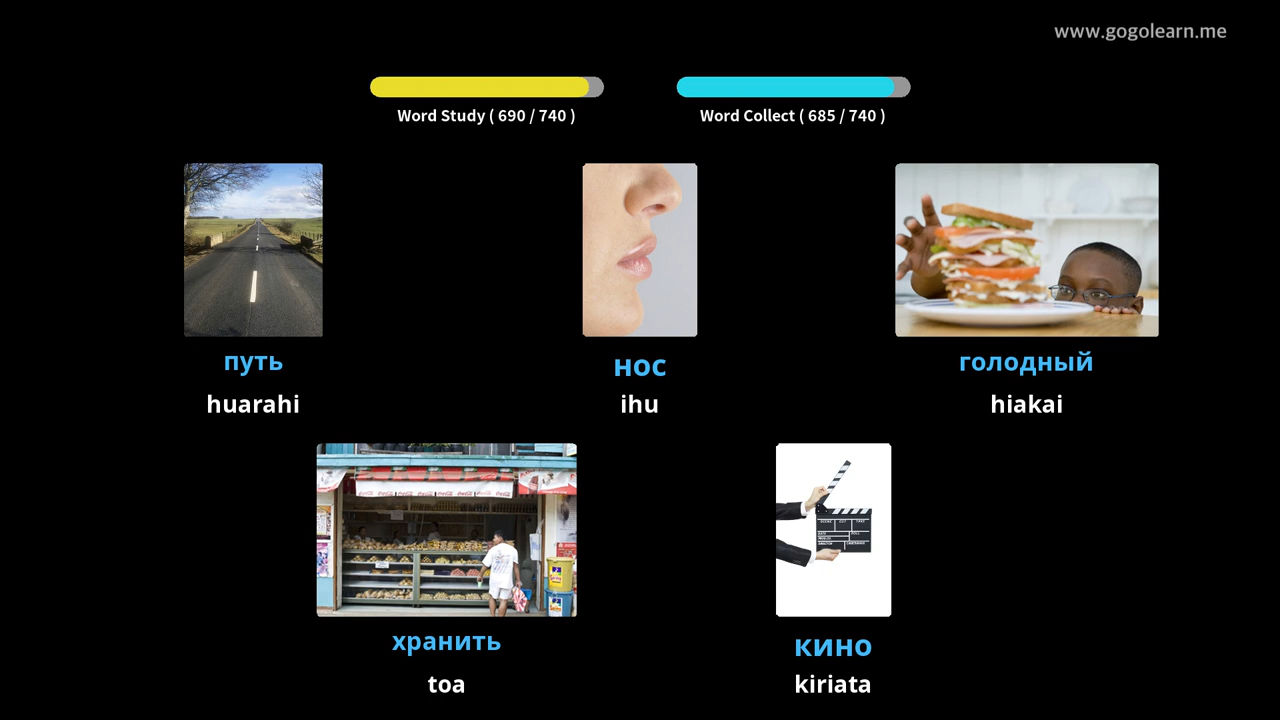 www.gogolearn.me
Word Study ( 690 / 740 )
Word Collect ( 685 / 740 )
путь
huarahi
нос
ihu
голодный
hiakai
хранить
toa
кино
kiriata